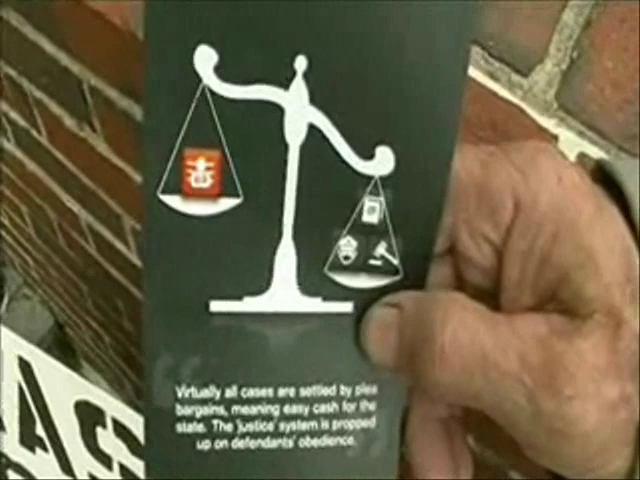 Virtually all cases are settled by plea
bargains, meaning easy cash for the
state. The 'justice' system is propped
up on defendants' obedience.
AS